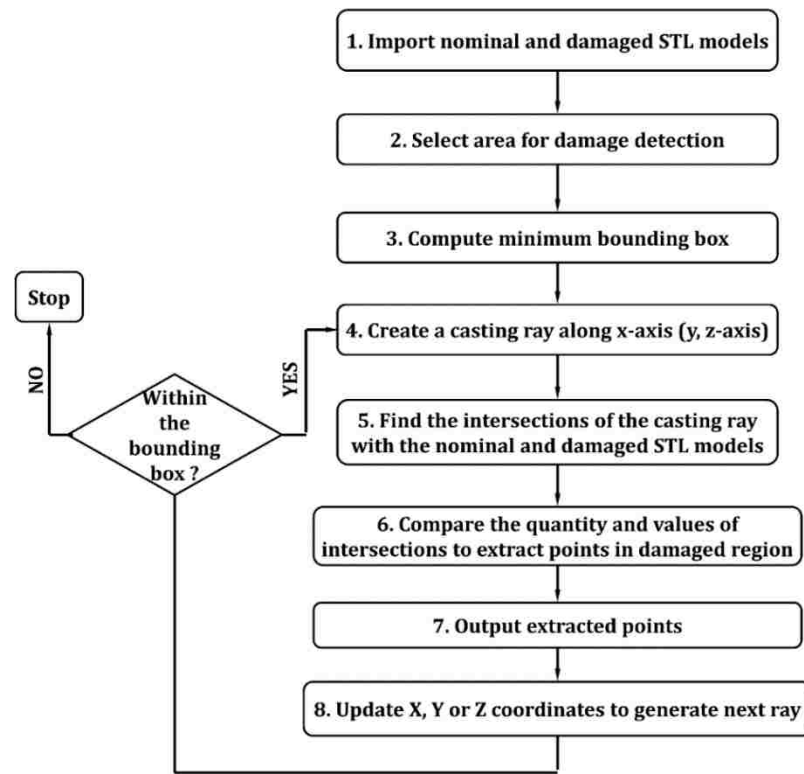 1. Import nominal and damaged STL models
2. Select area for damage detection
3. Compute minimum bounding box
Stop
4. Create a casting ray along x-axis (y, z-axis)
NO
YES
Within
the
bounding
box ?
5. Find the intersections of the casting ray
with the nominal and damaged STL models
6. Compare the quantity and values of
intersections to extract points in damaged region
7. Output extracted points
8. Update X, Y or Z coordinates to generate next ray